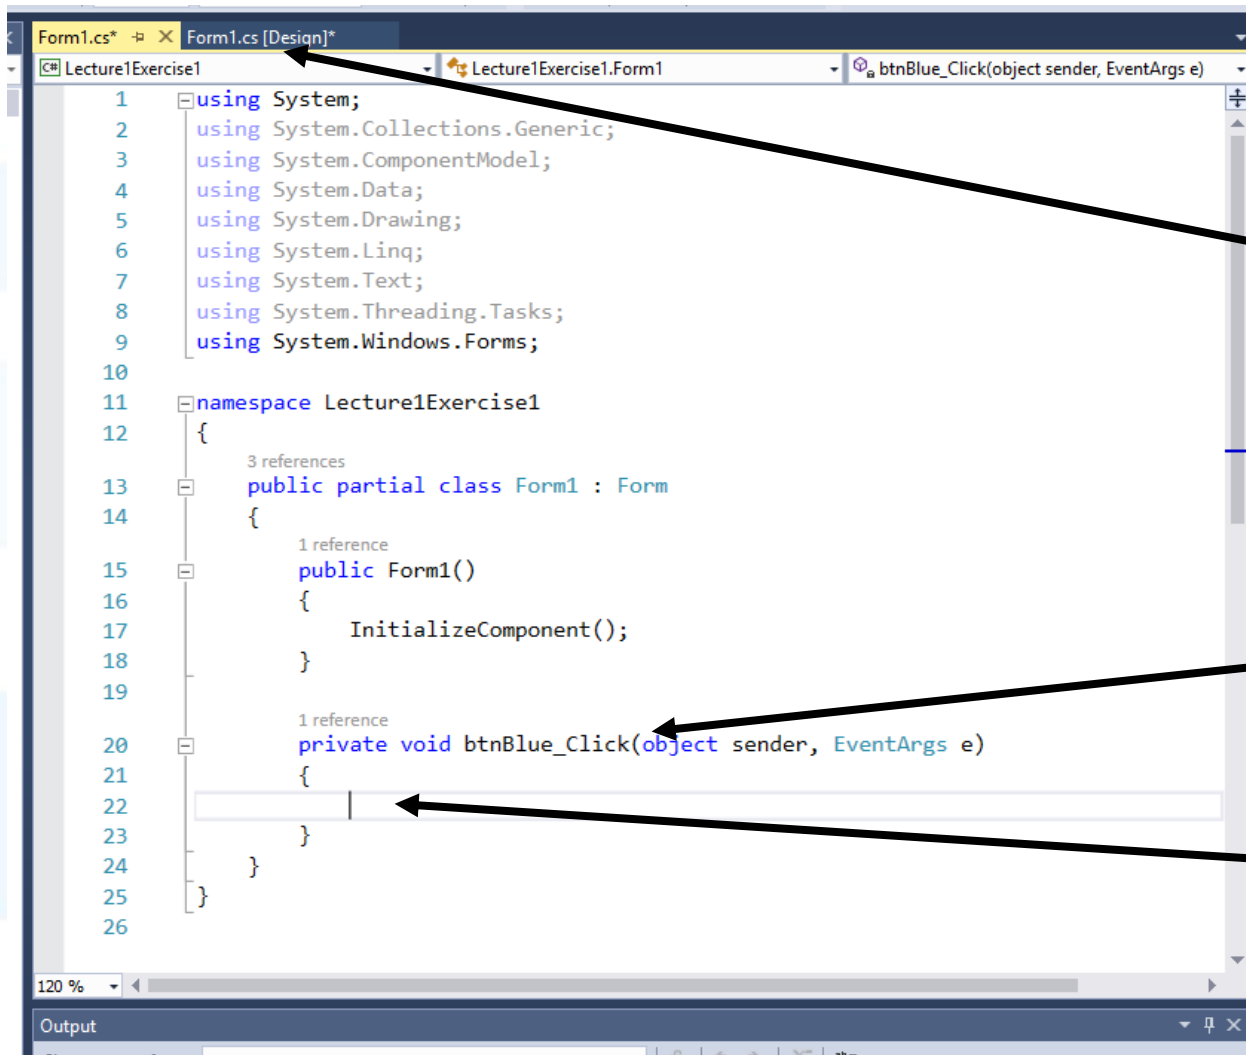 Form1.cs* Form1.cs [Design]*
C# Lecture1Exercise1 Lecture1Exercise1.Form1 btnBlue_Click(object sender, EventArgs e)
1 using System;
2 using System.Collections.Generic;
3 using System.ComponentModel;
4 using System.Data;
5 using System.Drawing;
6 using System.Linq;
7 using System.Text;
8 using System.Threading.Tasks;
9 using System.Windows.Forms;
10
11 namespace Lecture1Exercise1
12 {
3 references
13 public partial class Form1 : Form
14 {
1 reference
15 public Form1()
16 {
17 InitializeComponent();
18 }
19
1 reference
20 private void btnBlue_Click(object sender, EventArgs e)
21 {
22
23 }
24 }
25 }
26
120 %
Output